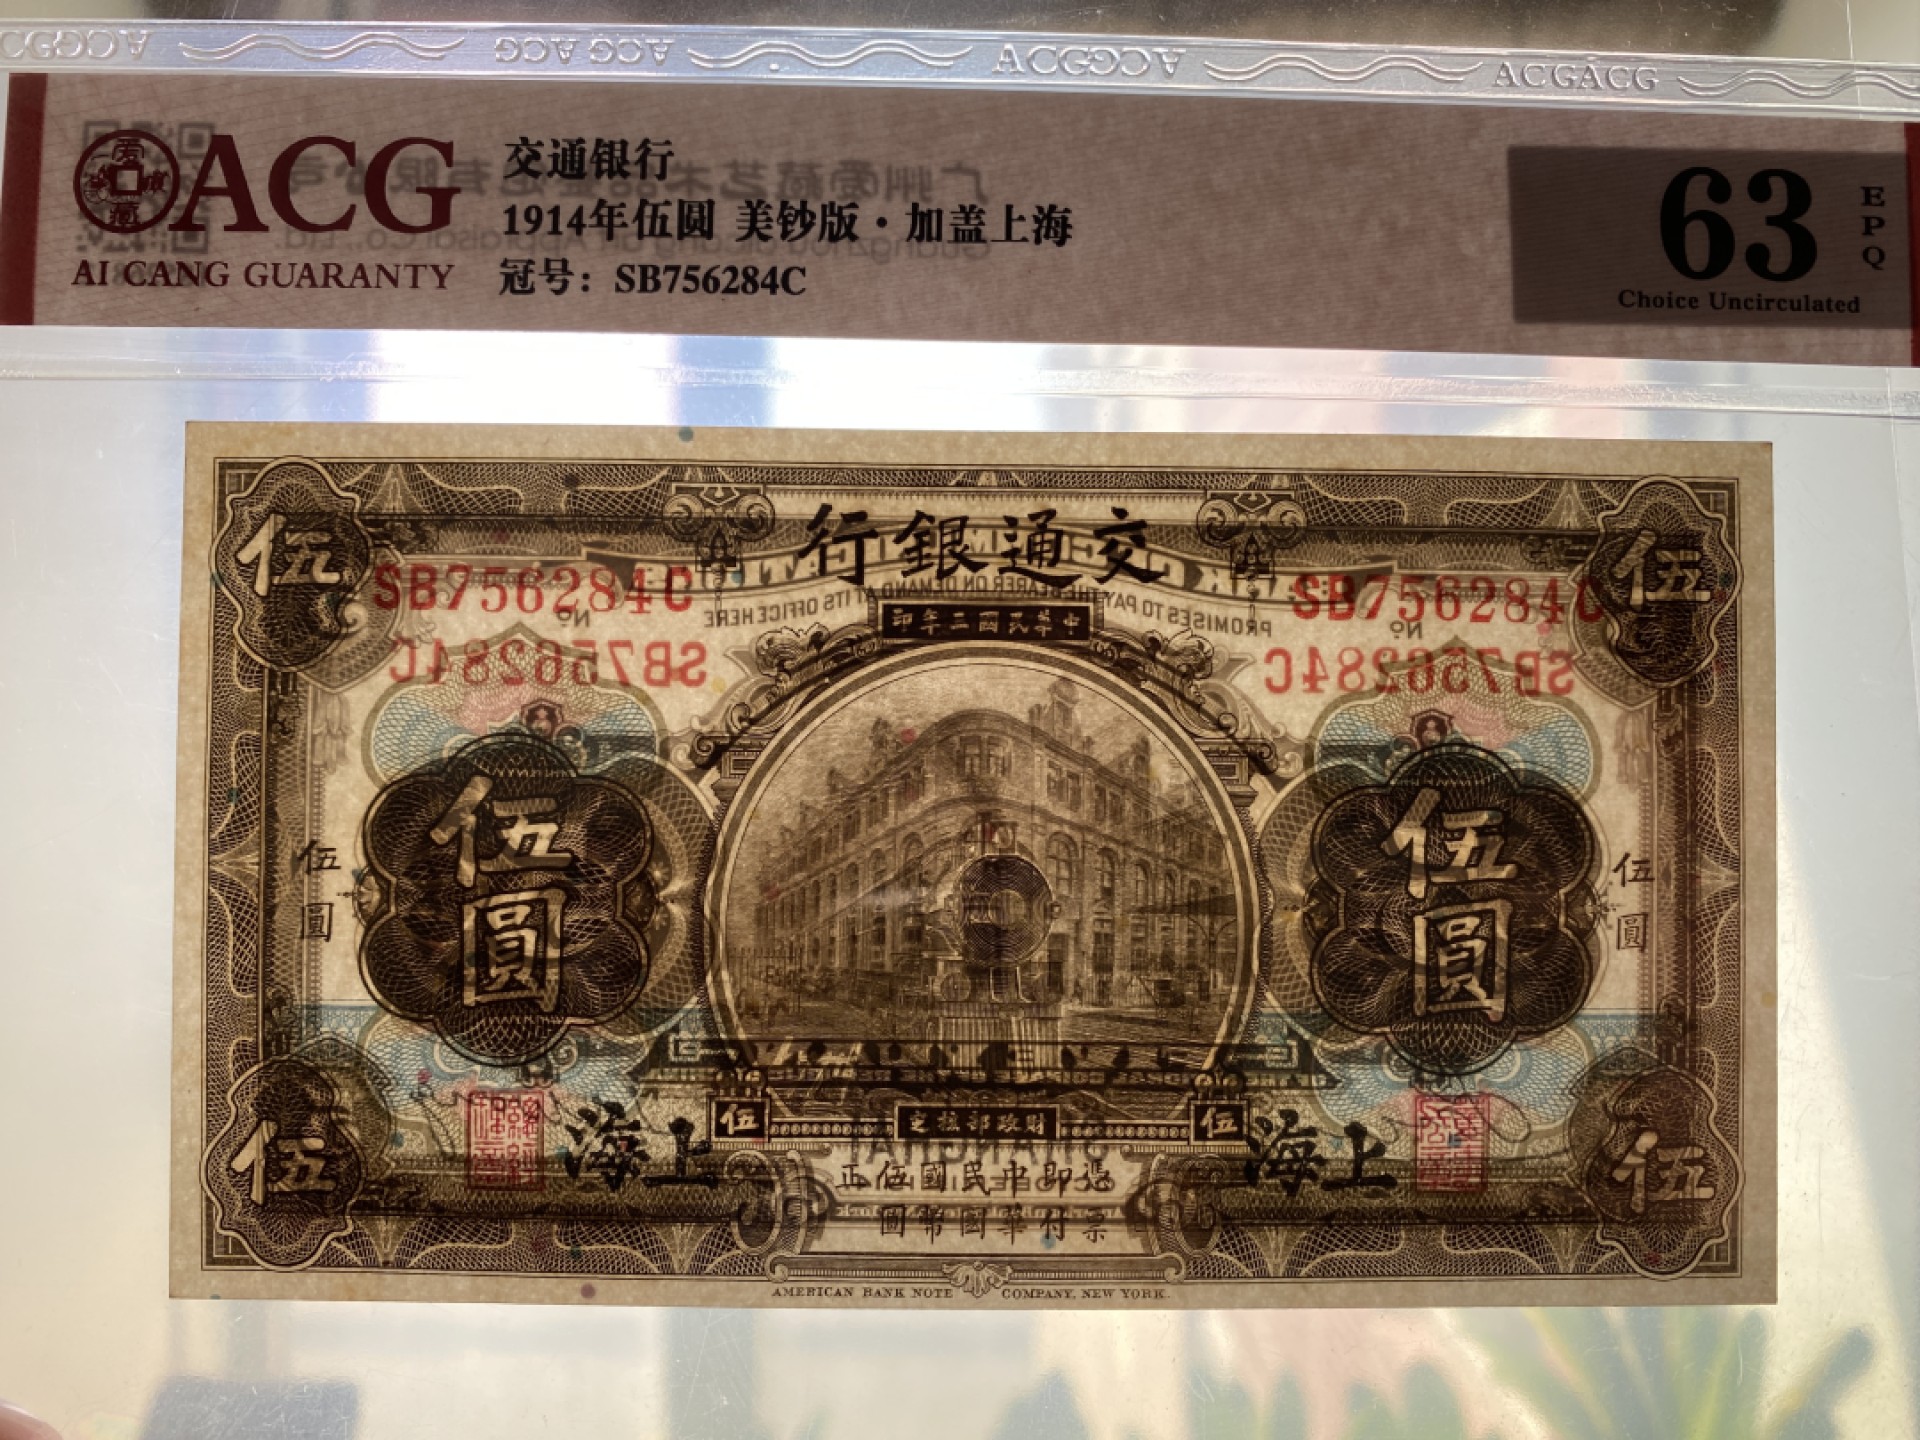 ACG
AI CANG GUARANTY
交通银行
1914年伍圓 美钞版·加盖上海
冠号：SB756284C
63
EPQ
Choice Uncirculated
行銀通交
印年三國民華中
伍
伍
SB756284C
SB756284C
PROMISES TO PAY THE BEARER ON DEMAND AT ITS OFFICE HERE
No
No
SB756284C
SB756284C
伍圓
伍圓
伍圓
伍圓
伍
伍
定核部政財
海上
海上
伍
伍
正伍國民中即憑
圓幣國華付票
AMERICAN BANK NOTE COMPANY, NEW YORK.